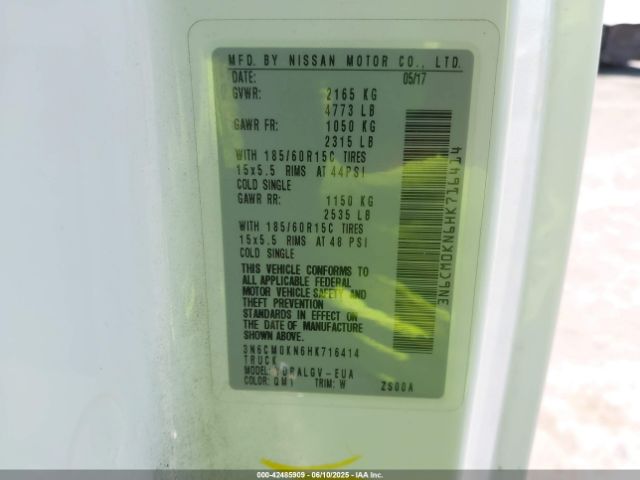 MFD. BY NISSAN MOTOR CO., LTD.
DATE: 05/17
GVWR: 2165 KG
4773 LB
GAWR FR: 1050 KG
2315 LB
WITH 185/60R15C TIRES
15x5.5 RIMS AT 44PSI
COLD SINGLE
GAWR RR: 1150 KG
2535 LB
WITH 185/60R15C TIRES
15x5.5 RIMS AT 48 PSI
COLD SINGLE
THIS VEHICLE CONFORMS TO
ALL APPLICABLE FEDERAL
MOTOR VEHICLE SAFETY AND
THEFT PREVENTION
STANDARDS IN EFFECT ON
THE DATE OF MANUFACTURE
SHOWN ABOVE.
3N6CM0KN6HK716414
TRUCK
MODEL: -EUA
COLOR: QM1 TRIM: W ZS00A
3N6CM0KN6HK716414
000-42485909 - 06/10/2025 - IAA Inc.